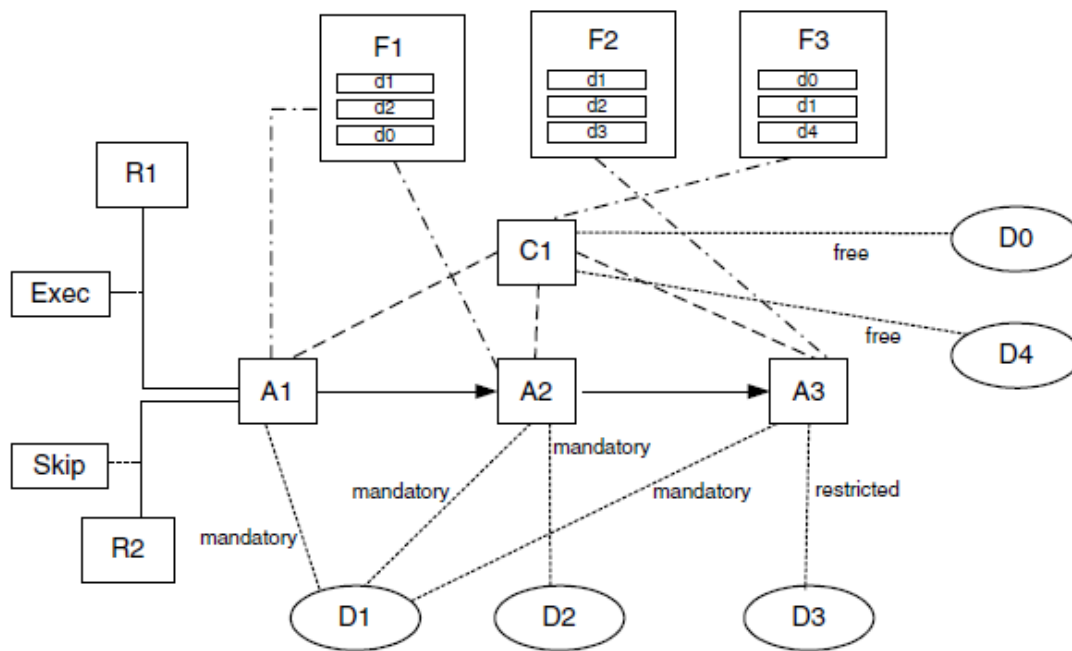 F1
d1
d2
d0
F2
d1
d2
d3
F3
d0
d1
d4
R1
C1
free
D0
Exec
free
D4
A1
A2
A3
Skip
mandatory
mandatory
mandatory
mandatory
restricted
R2
D1
D2
D3